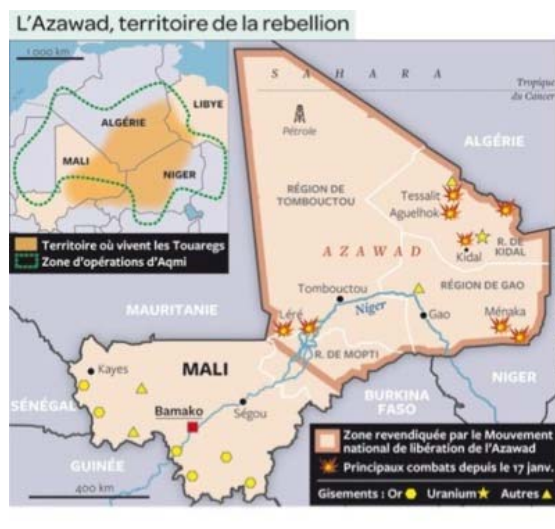 L'Azawad, territoire de la rebellion
1 000 km
LIBYE
ALGÉRIE
MALI
NIGER
Territoire où vivent les Touaregs
Zone d'opérations d'Aqmi
SAHARA
Tropique
du Cancer
Pétrole
ALGÉRIE
RÉGION DE
TOMBOUCTOU
Tessalit
Aguelhok
R. DE
KIDAL
Kidal
AZAWAD
RÉGION DE GAO
Tombouctou
Niger
Gao
Ménaka
MAURITANIE
Léré
R. DE MOPTI
NIGER
Kayes
MALI
SÉNÉGAL
Bamako
Ségou
BURKINA
FASO
GUINÉE
400 km
Zone revendiquée par le Mouvement
national de libération de l'Azawad
Principaux combats depuis le 17 janv.
Gisements : Or Uranium Autres